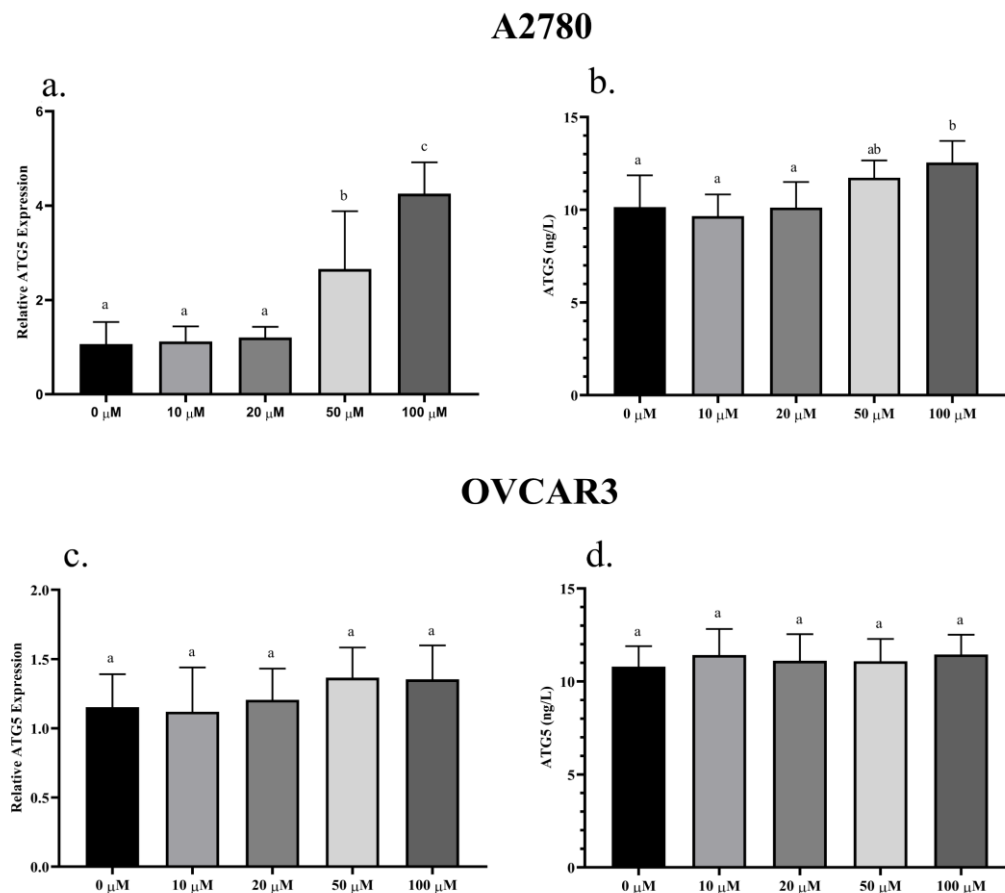 A2780
a.
Relative ATG5 Expression
6
4
2
0
a
a
a
b
c
0 μM
10 μM
20 μM
50 μM
100 μM
b.
ATG5 (ng/L)
15
10
5
0
a
a
a
ab
b
0 μM
10 μM
20 μM
50 μM
100 μM
OVCAR3
c.
Relative ATG5 Expression
2.0
1.5
1.0
0.5
0.0
a
a
a
a
a
0 μM
10 μM
20 μM
50 μM
100 μM
d.
ATG5 (ng/L)
15
10
5
0
a
a
a
a
a
0 μM
10 μM
20 μM
50 μM
100 μM